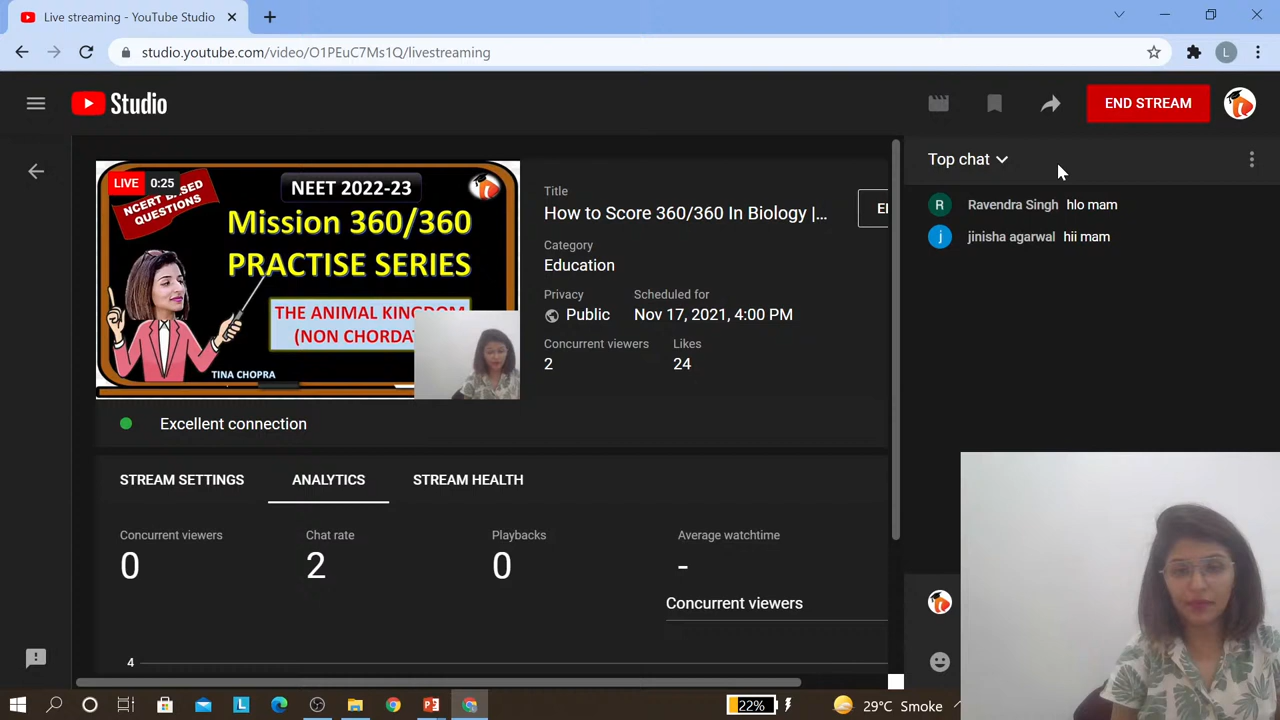 Live streaming - YouTube Studio
studio.youtube.com/video/O1PEuC7Ms1Q/livestreaming
L
Studio
END STREAM
LIVE 0:25
NCERT BASED
QUESTIONS
NEET 2022-23
Mission 360/360
PRACTISE SERIES
THE ANIMAL KINGDOM
(NON CHORDAT
TINA CHOPRA
Title
How to Score 360/360 In Biology |...
Category
Education
Privacy
Public
Scheduled for
Nov 17, 2021, 4:00 PM
Concurrent viewers
2
Likes
24
Top chat
R Ravendra Singh hlo mam
j jinisha agarwal hii mam
Excellent connection
STREAM SETTINGS
ANALYTICS
STREAM HEALTH
Concurrent viewers
0
Chat rate
2
Playbacks
0
Average watchtime
-
Concurrent viewers
4
L
22%
29°C Smoke